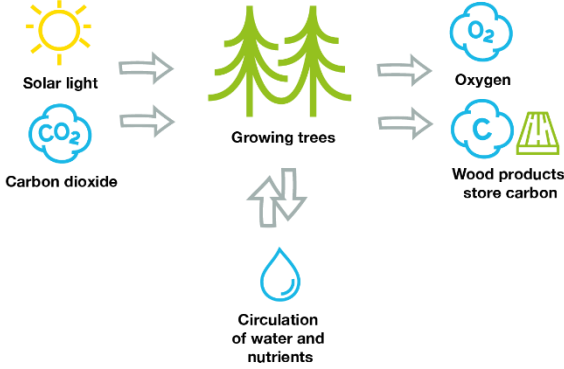 Solar light
CO2
Carbon dioxide
Growing trees
O2
Oxygen
C
Wood products
store carbon
Circulation
of water and
nutrients